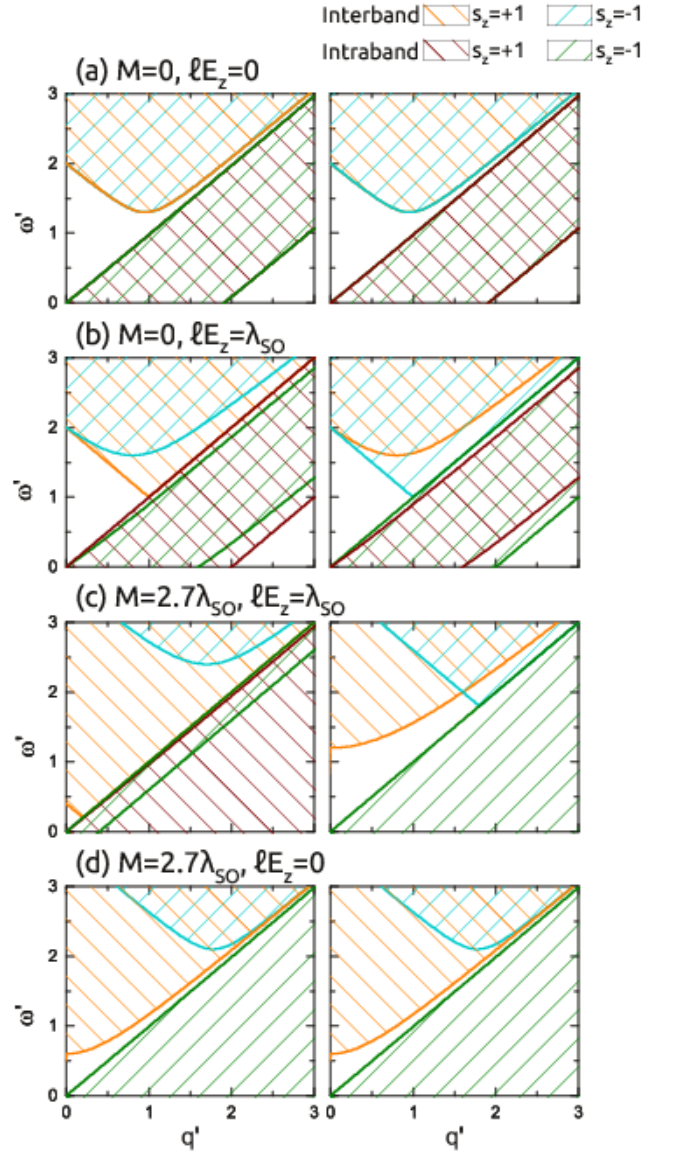 Interband s_z=+1 s_z=-1
Intraband s_z=+1 s_z=-1
(a) M=0, ℓE_z=0
3
2
1
0
ω'
(b) M=0, ℓE_z=λ_SO
3
2
1
0
ω'
(c) M=2.7λ_SO, ℓE_z=λ_SO
3
2
1
0
ω'
(d) M=2.7λ_SO, ℓE_z=0
3
2
1
0
ω'
0 1 2 3 0 1 2 3
q' q'